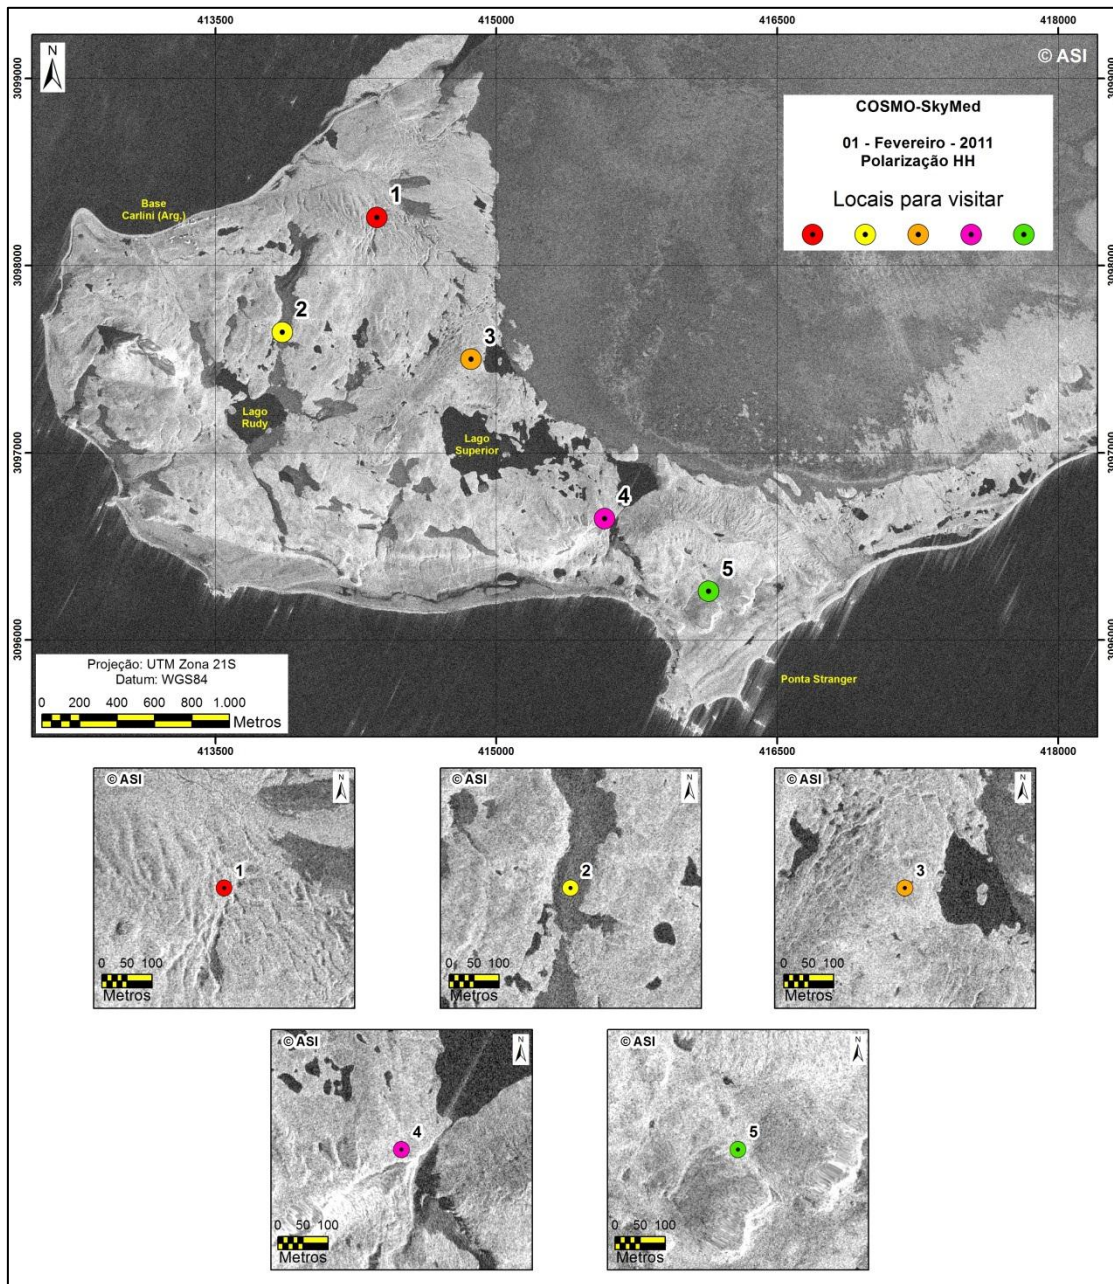 413500 415000 416500 418000
N
© ASI
3099000 3099000
COSMO-SkyMed
01 - Fevereiro - 2011
Polarização HH
Locais para visitar
1
Base
Carlini (Arg.)
3098000 3098000
2
3
Lago
Rudy
Lago
Superior
3097000 3097000
4
5
3096000 3096000
Projeção: UTM Zona 21S
Datum: WGS84
0 200 400 600 800 1.000
Metros
Ponta Stranger
413500 415000 416500 418000
© ASI
N
1
0 50 100
Metros
© ASI
N
2
0 50 100
Metros
© ASI
N
3
0 50 100
Metros
© ASI
N
4
0 50 100
Metros
© ASI
N
5
0 50 100
Metros